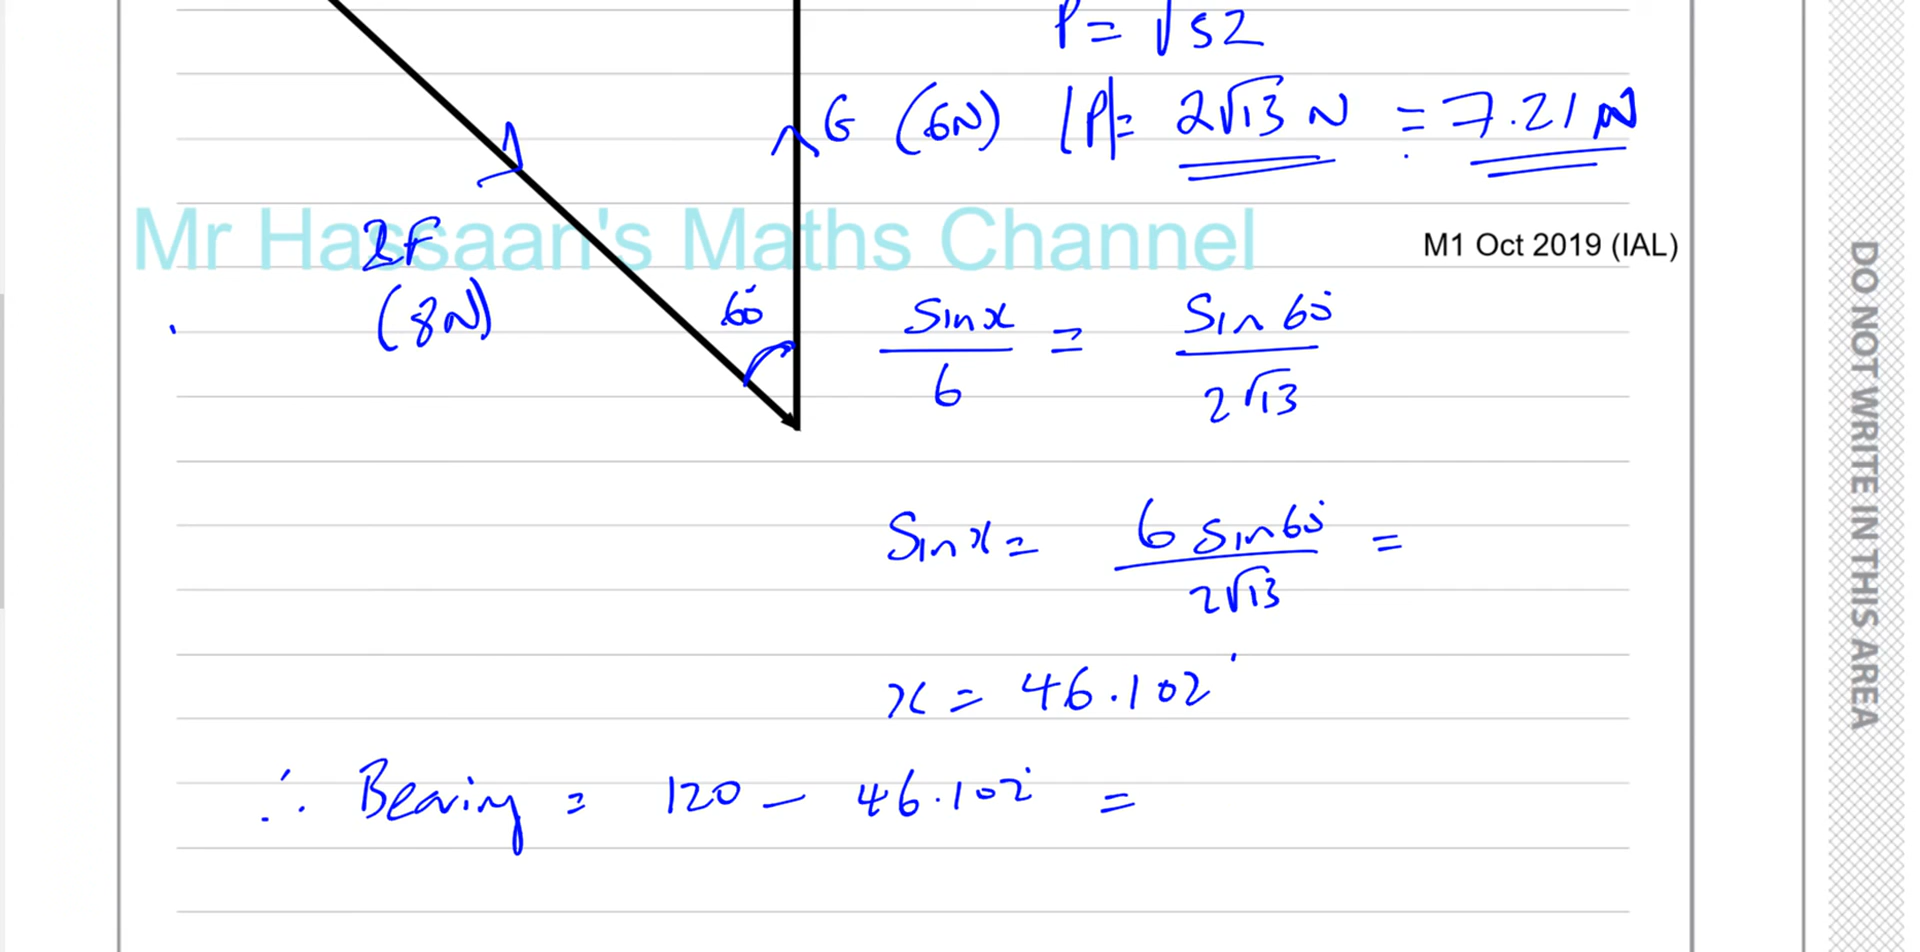 P = √52
G (6N) |P| = 2√13 N = 7.21 N
Mr Hassaan's Maths Channel
M1 Oct 2019 (IAL)
2F
(8N)
60°
sin x / 6 = sin 60° / 2√13
sin x = 6 sin 60° / 2√13 =
x = 46.102°
∴ Bearing = 120 - 46.102° =
DO NOT WRITE IN THIS AREA